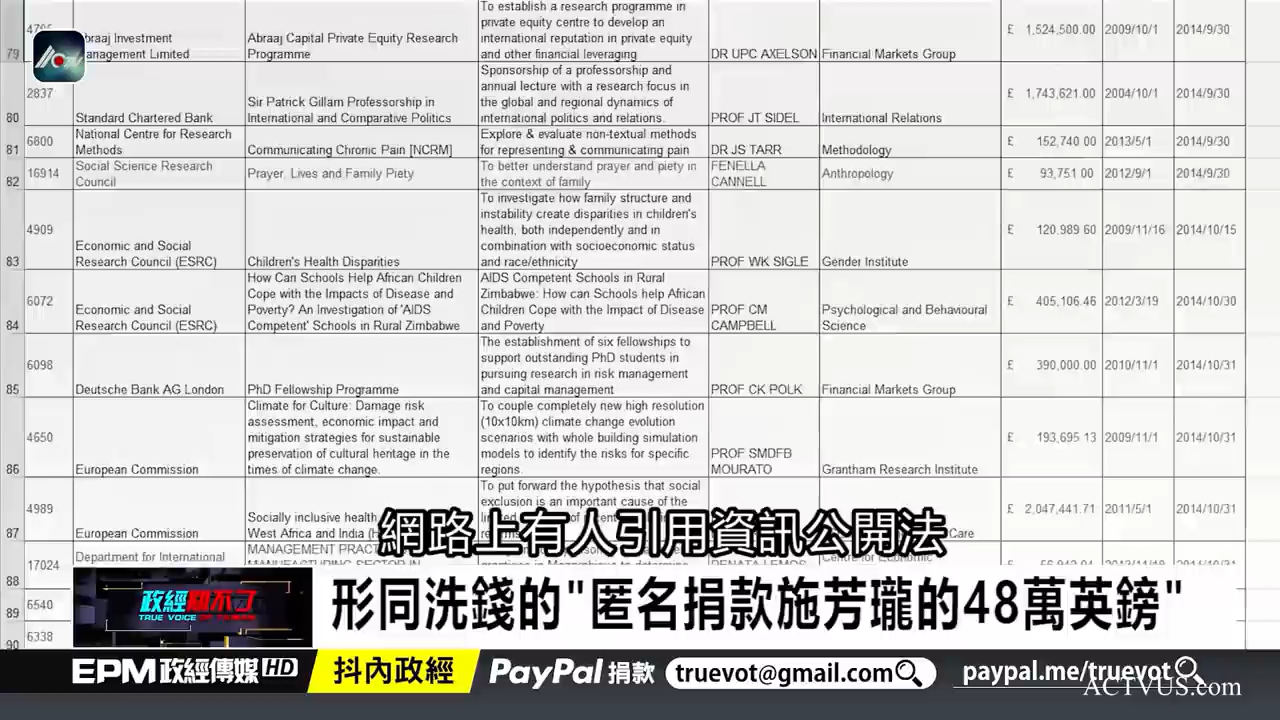 To establish a research programme in
private equity centre to develop an
international reputation in private equity
and other financial leveraging
Abraaj Investment
Management Limited
Abraaj Capital Private Equity Research
Programme
DR UPC AXELSON
Financial Markets Group
£ 1,524,500.00
2009/10/1
2014/9/30
79
2837
Standard Chartered Bank
Sir Patrick Gillam Professorship in
International and Comparative Politics
Sponsorship of a professorship and
annual lecture with a research focus in
the global and regional dynamics of
international politics and relations.
PROF JT SIDEL
International Relations
£ 1,743,621.00
2004/10/1
2014/9/30
80
6800
National Centre for Research
Methods
Communicating Chronic Pain [NCRM]
Explore & evaluate non-textual methods
for representing & communicating pain
DR JS TARR
Methodology
£ 152,740.00
2013/5/1
2014/9/30
81
16914
Social Science Research
Council
Prayer, Lives and Family Piety
To better understand prayer and piety in
the context of family
FENELLA
CANNELL
Anthropology
£ 93,751.00
2012/9/1
2014/9/30
82
4909
Economic and Social
Research Council (ESRC)
Children's Health Disparities
To investigate how family structure and
instability create disparities in children's
health, both independently and in
combination with socioeconomic status
and race/ethnicity
PROF WK SIGLE
Gender Institute
£ 120,989.60
2009/11/16
2014/10/15
83
6072
Economic and Social
Research Council (ESRC)
How Can Schools Help African Children
Cope with the Impacts of Disease and
Poverty? An Investigation of 'AIDS
Competent' Schools in Rural Zimbabwe
AIDS Competent Schools in Rural
Zimbabwe: How can Schools help African
Children Cope with the Impact of Disease
and Poverty
PROF CM
CAMPBELL
Psychological and Behavioural
Science
£ 405,106.46
2012/3/19
2014/10/30
84
6098
Deutsche Bank AG London
PhD Fellowship Programme
The establishment of six fellowships to
support outstanding PhD students in
pursuing research in risk management
and capital management
PROF CK POLK
Financial Markets Group
£ 390,000.00
2010/11/1
2014/10/31
85
4650
European Commission
Climate for Culture: Damage risk
assessment, economic impact and
mitigation strategies for sustainable
preservation of cultural heritage in the
times of climate change.
To couple completely new high resolution
(10x10km) climate change evolution
scenarios with whole building simulation
models to identify the risks for specific
regions.
PROF SMDFB
MOURATO
Grantham Research Institute
£ 193,695.13
2009/11/1
2014/10/31
86
4989
European Commission
Socially inclusive health
West Africa and India
To put forward the hypothesis that social
exclusion is an important cause of the
Care
£ 2,047,441.71
2011/5/1
2014/10/31
87
17024
Department for International
88
6540
89
6338
90
網路上有人引用資訊公開法
政經關不了
TRUE VOICE OF TAIWAN
形同洗錢的"匿名捐款施芳瓏的48萬英鎊"
EPM政經傳媒HD
抖內政經
PayPal 捐款
truevot@gmail.com
paypal.me/truevot
ACTVUS.com